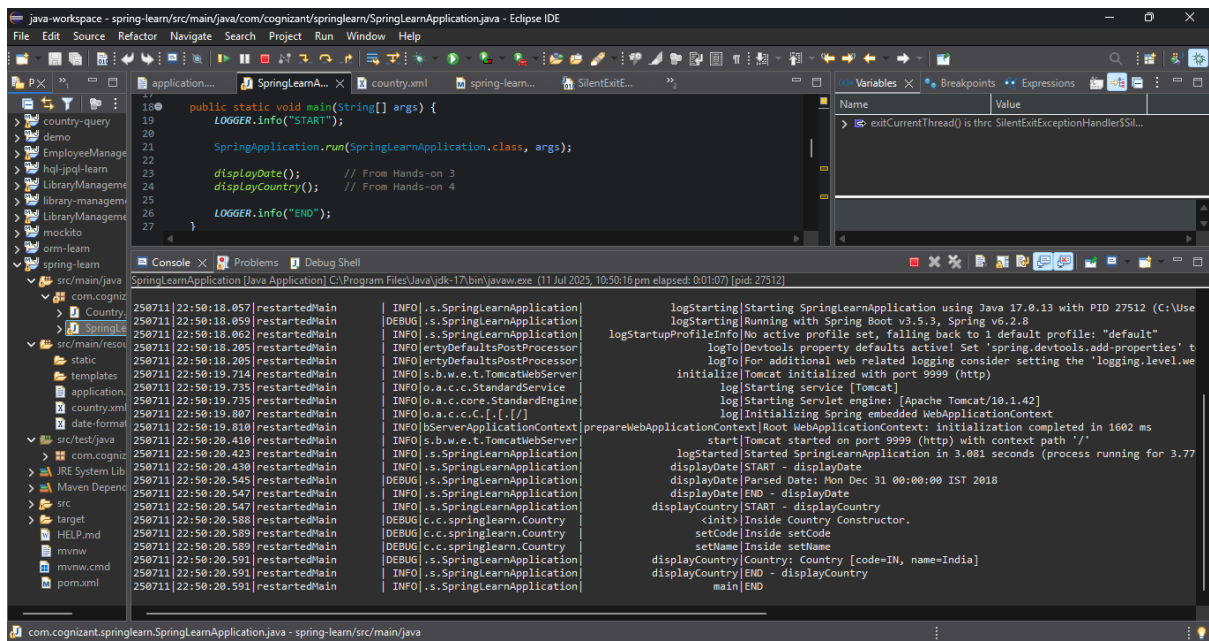 java-workspace - spring-learn/src/main/java/com/cognizant/springlearn/SpringLearnApplication.java - Eclipse IDE
File Edit Source Refactor Navigate Search Project Run Window Help
P
application....
SpringLearnA...
country.xml
spring-learn...
SilentExitE...
Variables
Breakpoints
Expressions
country-query
demo
EmployeeManage
hql-jpql-learn
LibraryManageme
library-managem
LibraryManageme
mockito
orm-learn
spring-learn
src/main/java
com.cogniz
Country.
SpringLe
src/main/resou
static
templates
application.
country.xml
date-format
src/test/java
com.cogniz
JRE System Lib
Maven Depend
src
target
HELP.md
mvnw
mvnw.cmd
pom.xml
18 public static void main(String[] args) {
19 LOGGER.info("START");
20
21 SpringApplication.run(SpringLearnApplication.class, args);
22
23 displayDate(); // From Hands-on 3
24 displayCountry(); // From Hands-on 4
25
26 LOGGER.info("END");
27 }
Name Value
exitCurrentThread() is thrc SilentExitExceptionHandler$Sil...
Console Problems Debug Shell
SpringLearnApplication [Java Application] C:\Program Files\Java\jdk-17\bin\javaw.exe (11 Jul 2025, 10:50:16 pm elapsed: 0:01:07) [pid: 27512]
250711|22:50:18.057|restartedMain | INFO|.s.SpringLearnApplication| logStarting|Starting SpringLearnApplication using Java 17.0.13 with PID 27512 (C:\Use
250711|22:50:18.059|restartedMain |DEBUG|.s.SpringLearnApplication| logStarting|Running with Spring Boot v3.5.3, Spring v6.2.8
250711|22:50:18.062|restartedMain | INFO|.s.SpringLearnApplication| logStartupProfileInfo|No active profile set, falling back to 1 default profile: "default"
250711|22:50:18.205|restartedMain | INFO|ertyDefaultsPostProcessor| logTo|Devtools property defaults active! Set 'spring.devtools.add-properties' t
250711|22:50:18.205|restartedMain | INFO|ertyDefaultsPostProcessor| logTo|For additional web related logging consider setting the 'logging.level.we
250711|22:50:19.714|restartedMain | INFO|s.b.w.e.t.TomcatWebServer| initialize|Tomcat initialized with port 9999 (http)
250711|22:50:19.735|restartedMain | INFO|o.a.c.c.StandardService | log|Starting service [Tomcat]
250711|22:50:19.735|restartedMain | INFO|o.a.c.core.StandardEngine| log|Starting Servlet engine: [Apache Tomcat/10.1.42]
250711|22:50:19.807|restartedMain | INFO|o.a.c.c.C.[.[.[/] | log|Initializing Spring embedded WebApplicationContext
250711|22:50:19.810|restartedMain | INFO|bServerApplicationContext|prepareWebApplicationContext|Root WebApplicationContext: initialization completed in 1602 ms
250711|22:50:20.410|restartedMain | INFO|s.b.w.e.t.TomcatWebServer| start|Tomcat started on port 9999 (http) with context path '/'
250711|22:50:20.423|restartedMain | INFO|.s.SpringLearnApplication| logStarted|Started SpringLearnApplication in 3.081 seconds (process running for 3.77
250711|22:50:20.430|restartedMain | INFO|.s.SpringLearnApplication| displayDate|START - displayDate
250711|22:50:20.545|restartedMain |DEBUG|.s.SpringLearnApplication| displayDate|Parsed Date: Mon Dec 31 00:00:00 IST 2018
250711|22:50:20.547|restartedMain | INFO|.s.SpringLearnApplication| displayDate|END - displayDate
250711|22:50:20.547|restartedMain | INFO|.s.SpringLearnApplication| displayCountry|START - displayCountry
250711|22:50:20.588|restartedMain |DEBUG|c.c.springlearn.Country | <init>|Inside Country Constructor.
250711|22:50:20.589|restartedMain |DEBUG|c.c.springlearn.Country | setCode|Inside setCode
250711|22:50:20.589|restartedMain |DEBUG|c.c.springlearn.Country | setName|Inside setName
250711|22:50:20.591|restartedMain |DEBUG|.s.SpringLearnApplication| displayCountry|Country: Country [code=IN, name=India]
250711|22:50:20.591|restartedMain | INFO|.s.SpringLearnApplication| displayCountry|END - displayCountry
250711|22:50:20.591|restartedMain | INFO|.s.SpringLearnApplication| main|END
com.cognizant.springlearn.SpringLearnApplication.java - spring-learn/src/main/java